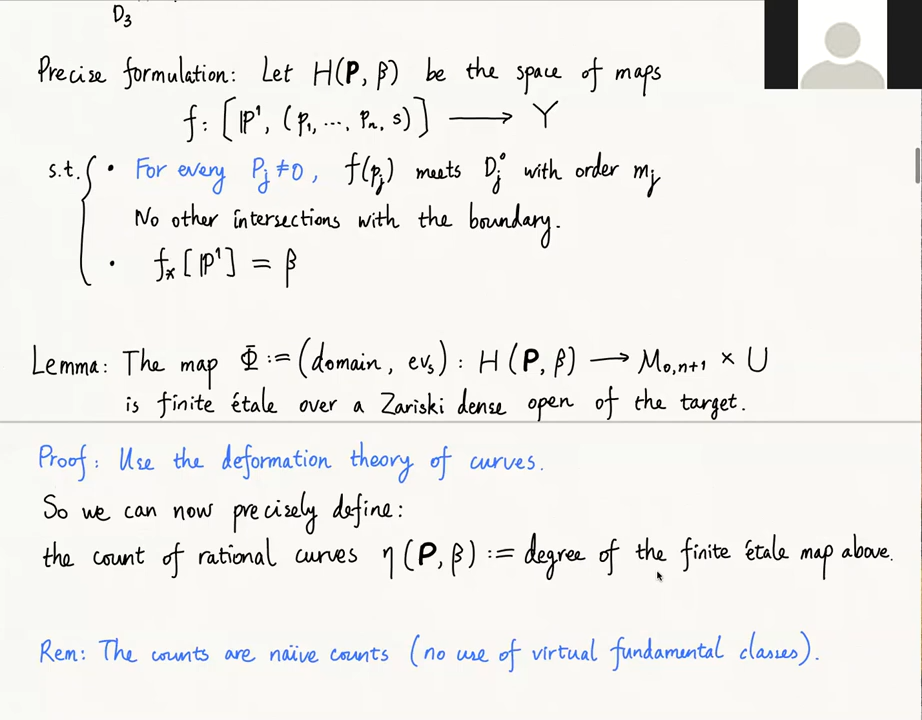 D₃
Precise formulation: Let H(𝐏, β) be the space of maps
f: [ℙ¹, (p₁, ..., pₙ, s)] ⟶ Y
s.t. { • For every Pⱼ ≠ 0, f(pⱼ) meets Dⱼ° with order mⱼ
No other intersections with the boundary.
• f_*[ℙ¹] = β
Lemma: The map Φ := (domain, evₛ) : H(𝐏, β) ⟶ M₀,ₙ₊₁ × U
is finite étale over a Zariski dense open of the target.
Proof: Use the deformation theory of curves.
So we can now precisely define:
the count of rational curves η(𝐏, β) := degree of the finite étale map above.
Rem: The counts are naïve counts (no use of virtual fundamental classes).